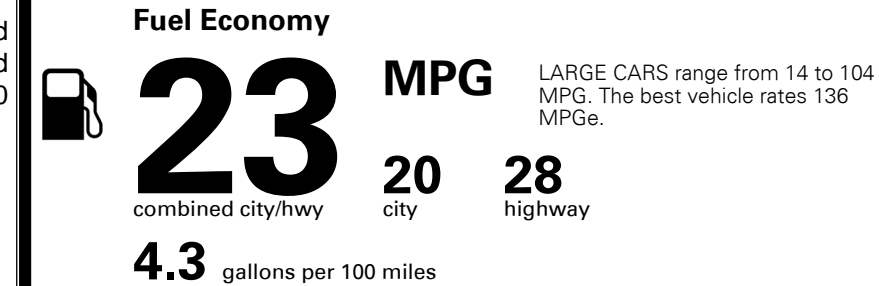 d
d
0
Fuel Economy
23
MPG
LARGE CARS range from 14 to 104
MPG. The best vehicle rates 136
MPGe.
combined city/hwy
20
city
28
highway
4.3 gallons per 100 miles